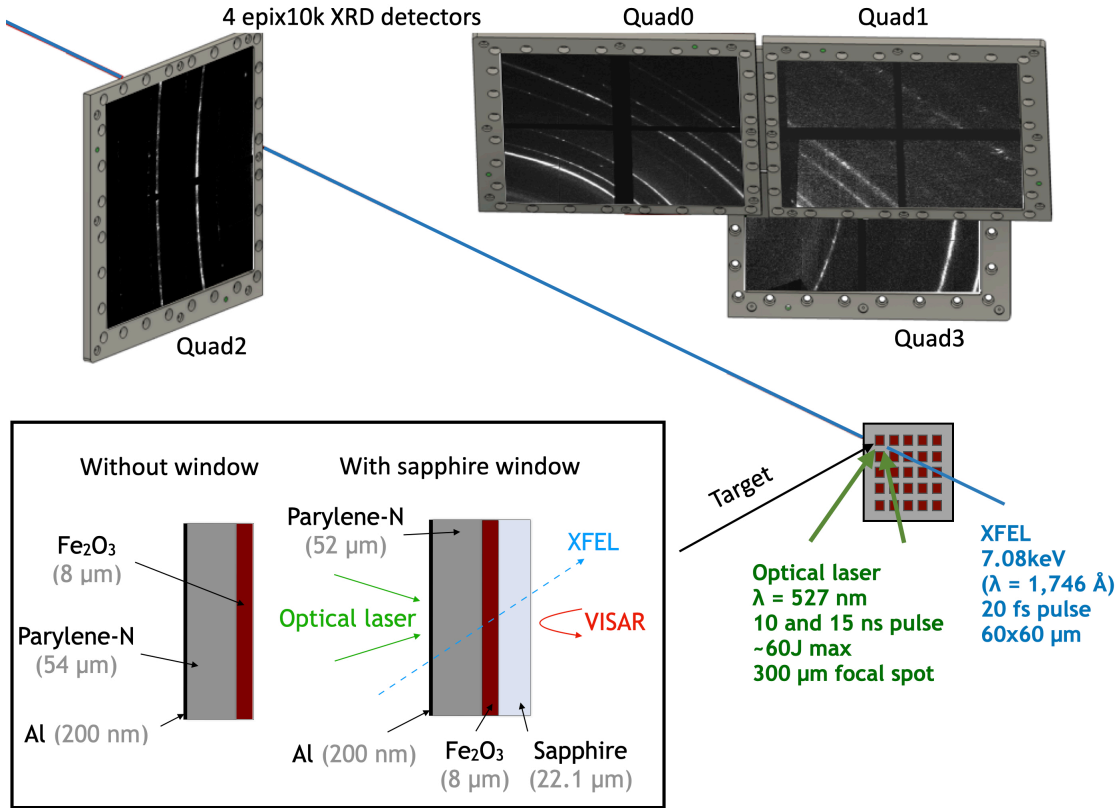 4 epix10k XRD detectors
Quad0
Quad1
Quad2
Quad3
Target
XFEL
7.08keV
(λ = 1,746 Å)
20 fs pulse
60x60 µm
Optical laser
λ = 527 nm
10 and 15 ns pulse
~60J max
300 µm focal spot
Without window
Fe₂O₃
(8 µm)
Parylene-N
(54 µm)
Al (200 nm)
With sapphire window
Parylene-N
(52 µm)
XFEL
Optical laser
VISAR
Al (200 nm)
Fe₂O₃
(8 µm)
Sapphire
(22.1 µm)